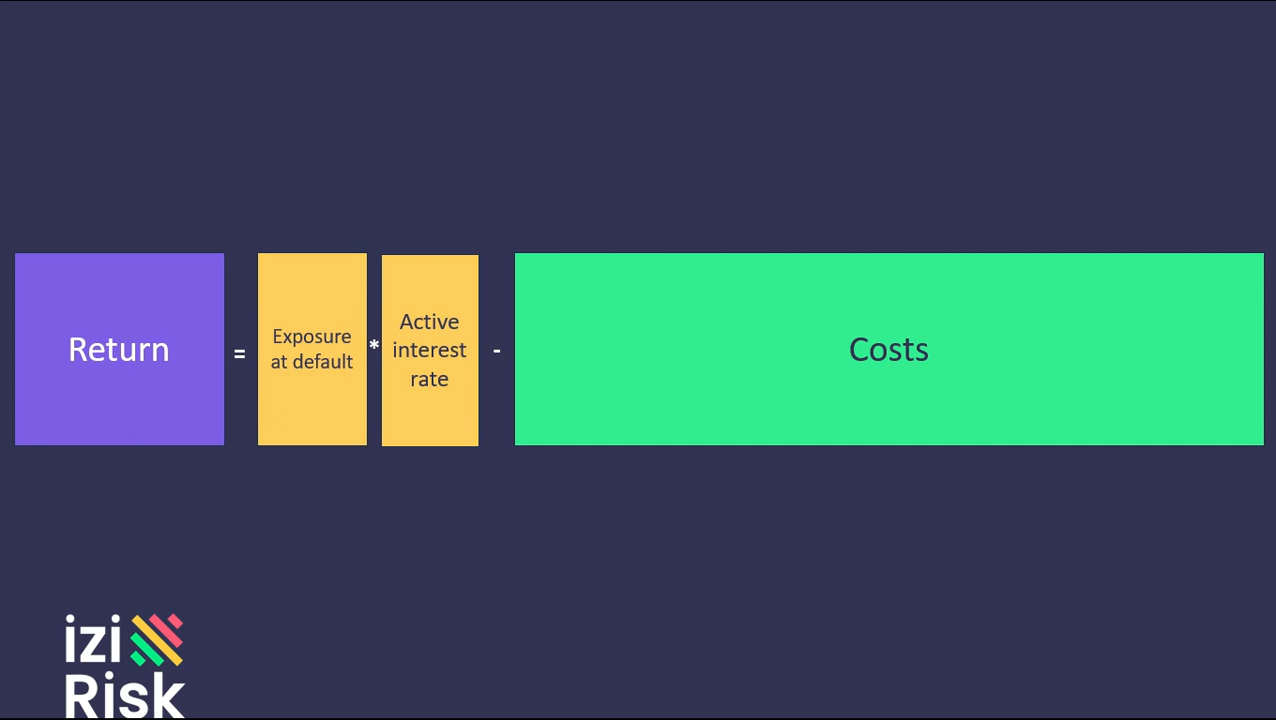 Return
=
Exposure
at default
*
Active
interest
rate
-
Costs
izi
Risk